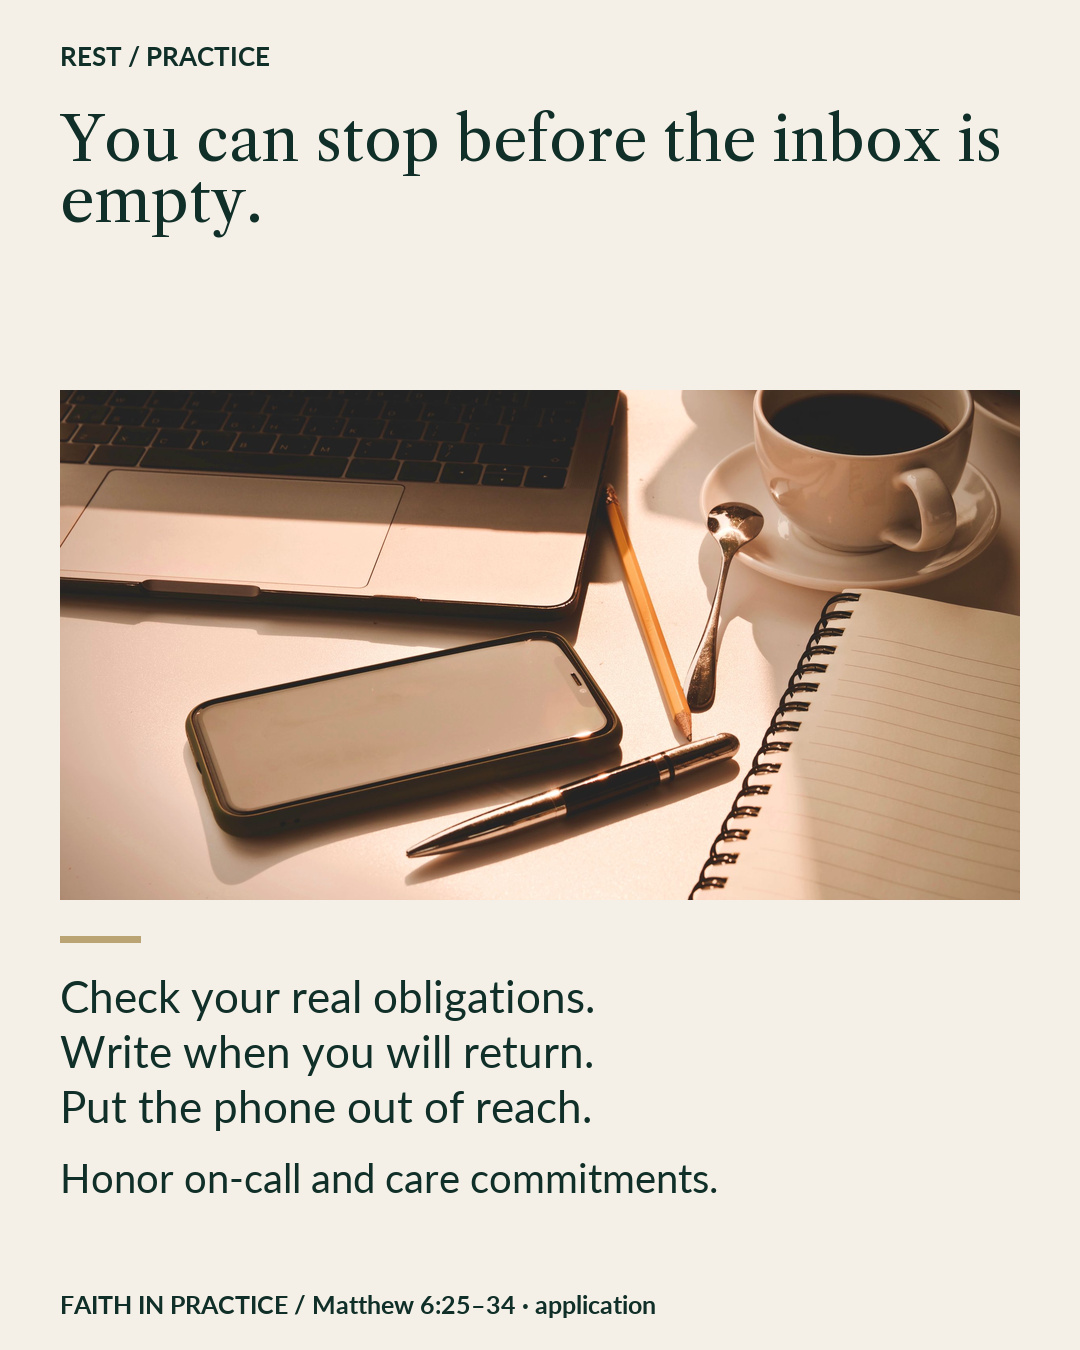 REST / PRACTICE
You can stop before the inbox is
empty.
Check your real obligations.
Write when you will return.
Put the phone out of reach.
Honor on-call and care commitments.
FAITH IN PRACTICE / Matthew 6:25–34 · application